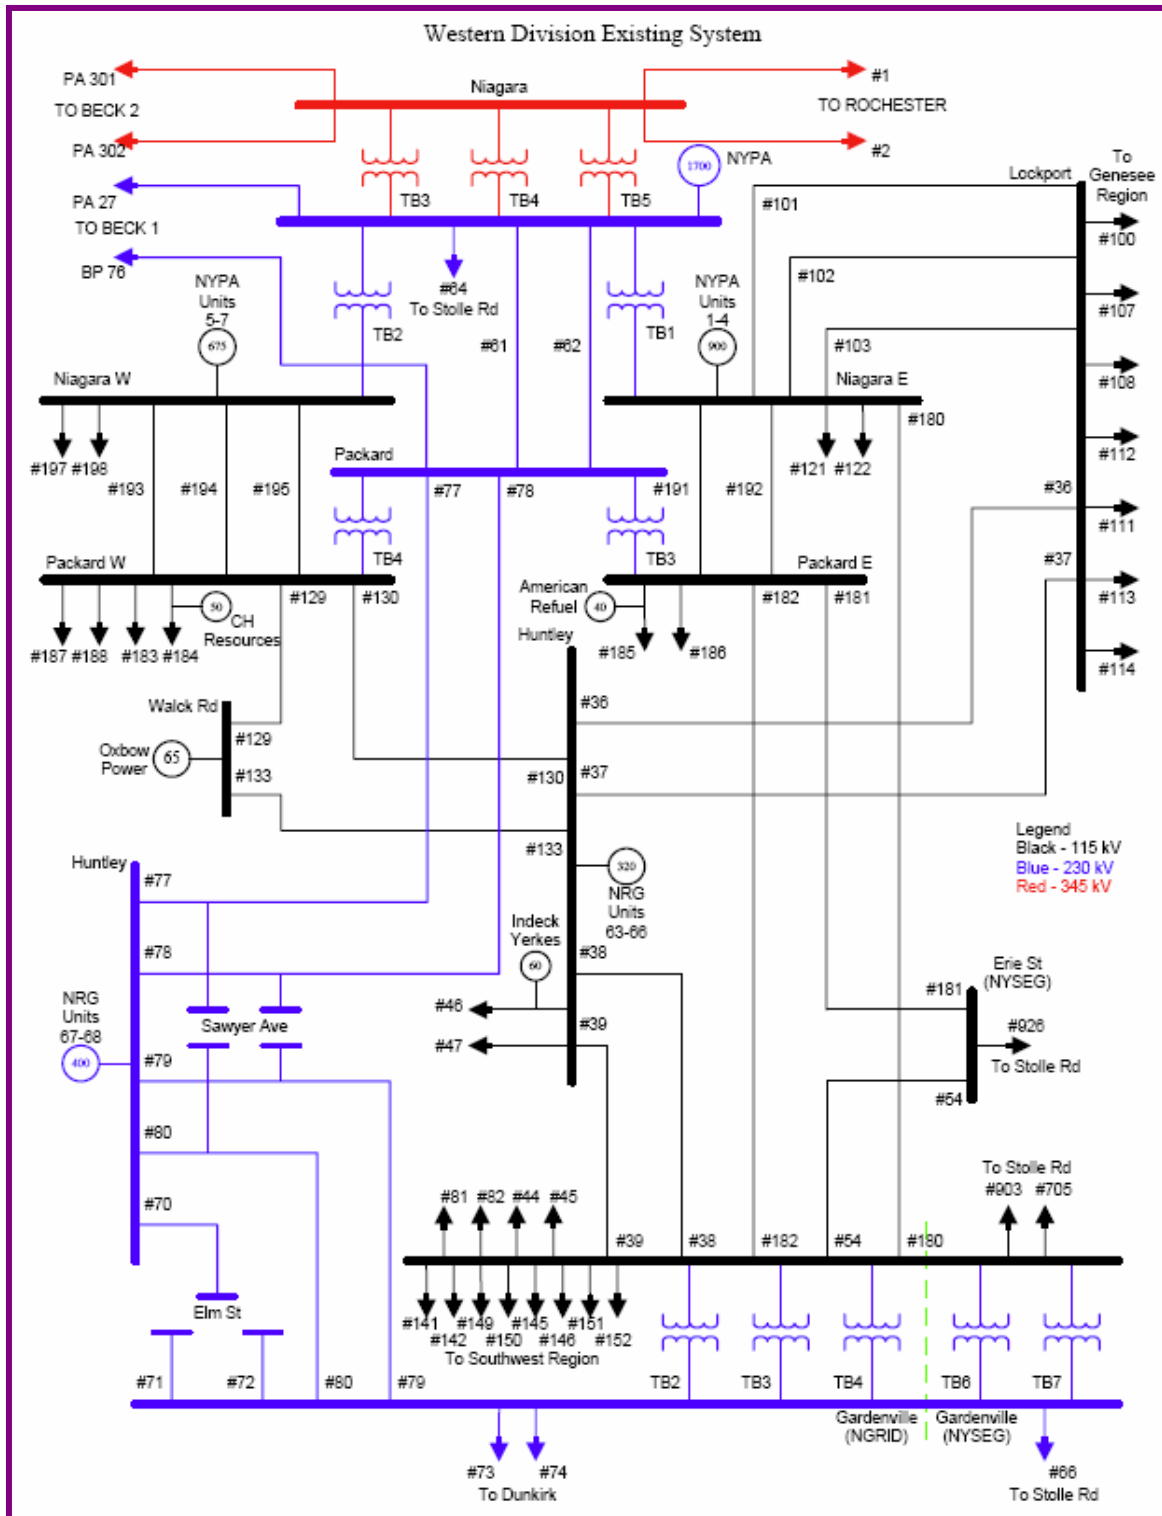 Western Division Existing System
PA 301
Niagara
#1
TO BECK 2
TO ROCHESTER
PA 302
#2
1700
NYPA
To
Genesee
Region
Lockport
PA 27
TB3
TB4
TB5
#101
TO BECK 1
#100
BP 76
#102
NYPA
Units
5-7
#64
To Stolle Rd
NYPA
Units
1-4
#107
TB2
TB1
#61
#62
#103
675
900
Niagara W
Niagara E
#108
#180
Packard
#197
#198
#121
#122
#112
#193
#194
#195
#77
#78
#191
#192
#36
#111
TB4
TB3
Packard W
Packard E
#37
#129
#130
American
Refuel
40
#182
#181
#113
50
CH
Resources
Huntley
#187
#188
#183
#184
#185
#186
#114
Walck Rd
#36
#129
Oxbow
Power
65
#133
#130
#37
Legend
Black - 115 kV
Blue - 230 kV
Red - 345 kV
#133
Huntley
#77
320
NRG
Units
63-66
Indeck
Yerkes
60
#78
#38
Erie St
(NYSEG)
#181
NRG
Units
67-68
400
#46
#39
#926
Sawyer Ave
#47
#79
To Stolle Rd
#54
#80
To Stolle Rd
#903
#705
#70
#81
#82
#44
#45
#39
#38
#182
#54
#180
Elm St
#141
#142
#149
#150
#145
#146
#151
#152
To Southwest Region
#71
#72
#80
#79
TB2
TB3
TB4
TB6
TB7
Gardenville
(NGRID)
Gardenville
(NYSEG)
#73
#74
To Dunkirk
#66
To Stolle Rd